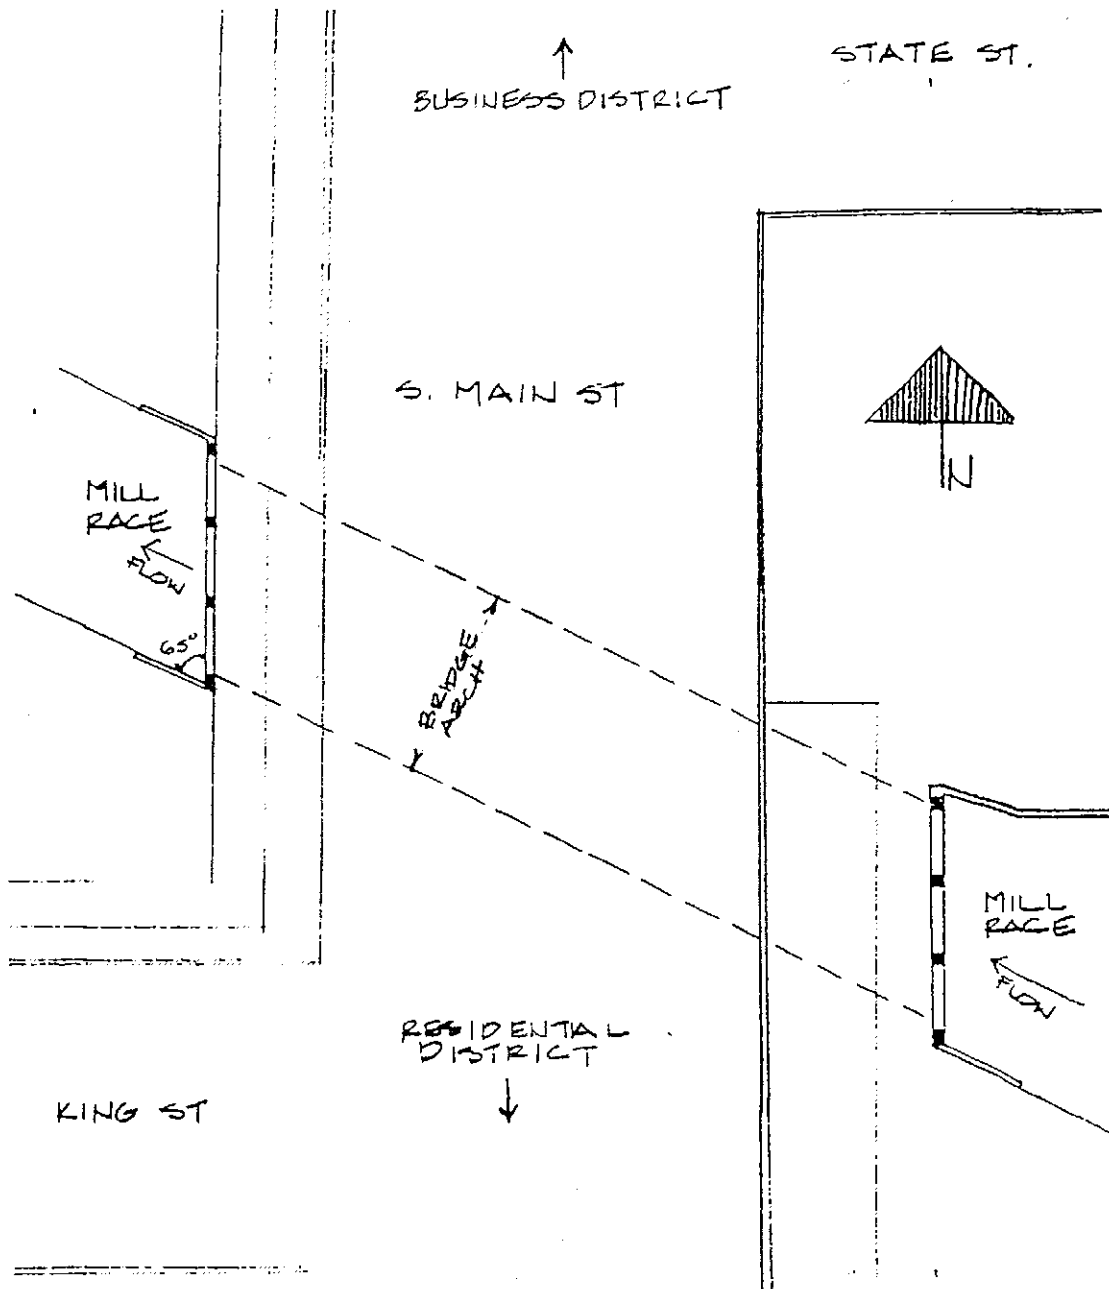 STATE ST.
BUSINESS DISTRICT
S. MAIN ST
N
MILL
RACE
FLOW
65°
BRIDGE
ARCH
MILL
RACE
FLOW
RESIDENTIAL
DISTRICT
KING ST